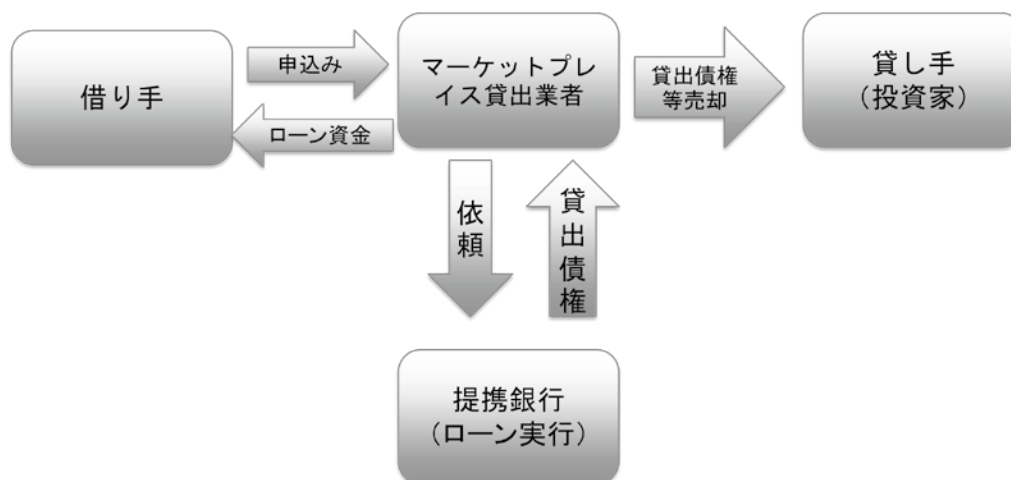 借り手
申込み
ローン資金
マーケットプレ
イス貸出業者
貸出債権
等売却
貸し手
（投資家）
依頼
貸出債権
提携銀行
（ローン実行）